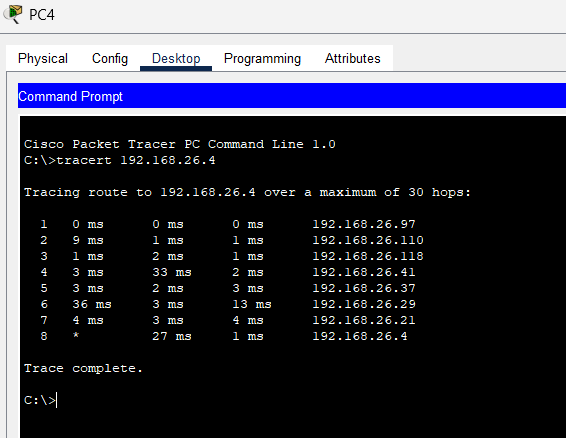 PC4
Physical Config Desktop Programming Attributes
Command Prompt
Cisco Packet Tracer PC Command Line 1.0
C:\>tracert 192.168.26.4
Tracing route to 192.168.26.4 over a maximum of 30 hops:
1 0 ms 0 ms 0 ms 192.168.26.97
2 9 ms 1 ms 1 ms 192.168.26.110
3 1 ms 2 ms 1 ms 192.168.26.118
4 3 ms 33 ms 2 ms 192.168.26.41
5 3 ms 2 ms 3 ms 192.168.26.37
6 36 ms 3 ms 13 ms 192.168.26.29
7 4 ms 3 ms 4 ms 192.168.26.21
8 * 27 ms 1 ms 192.168.26.4
Trace complete.
C:\>